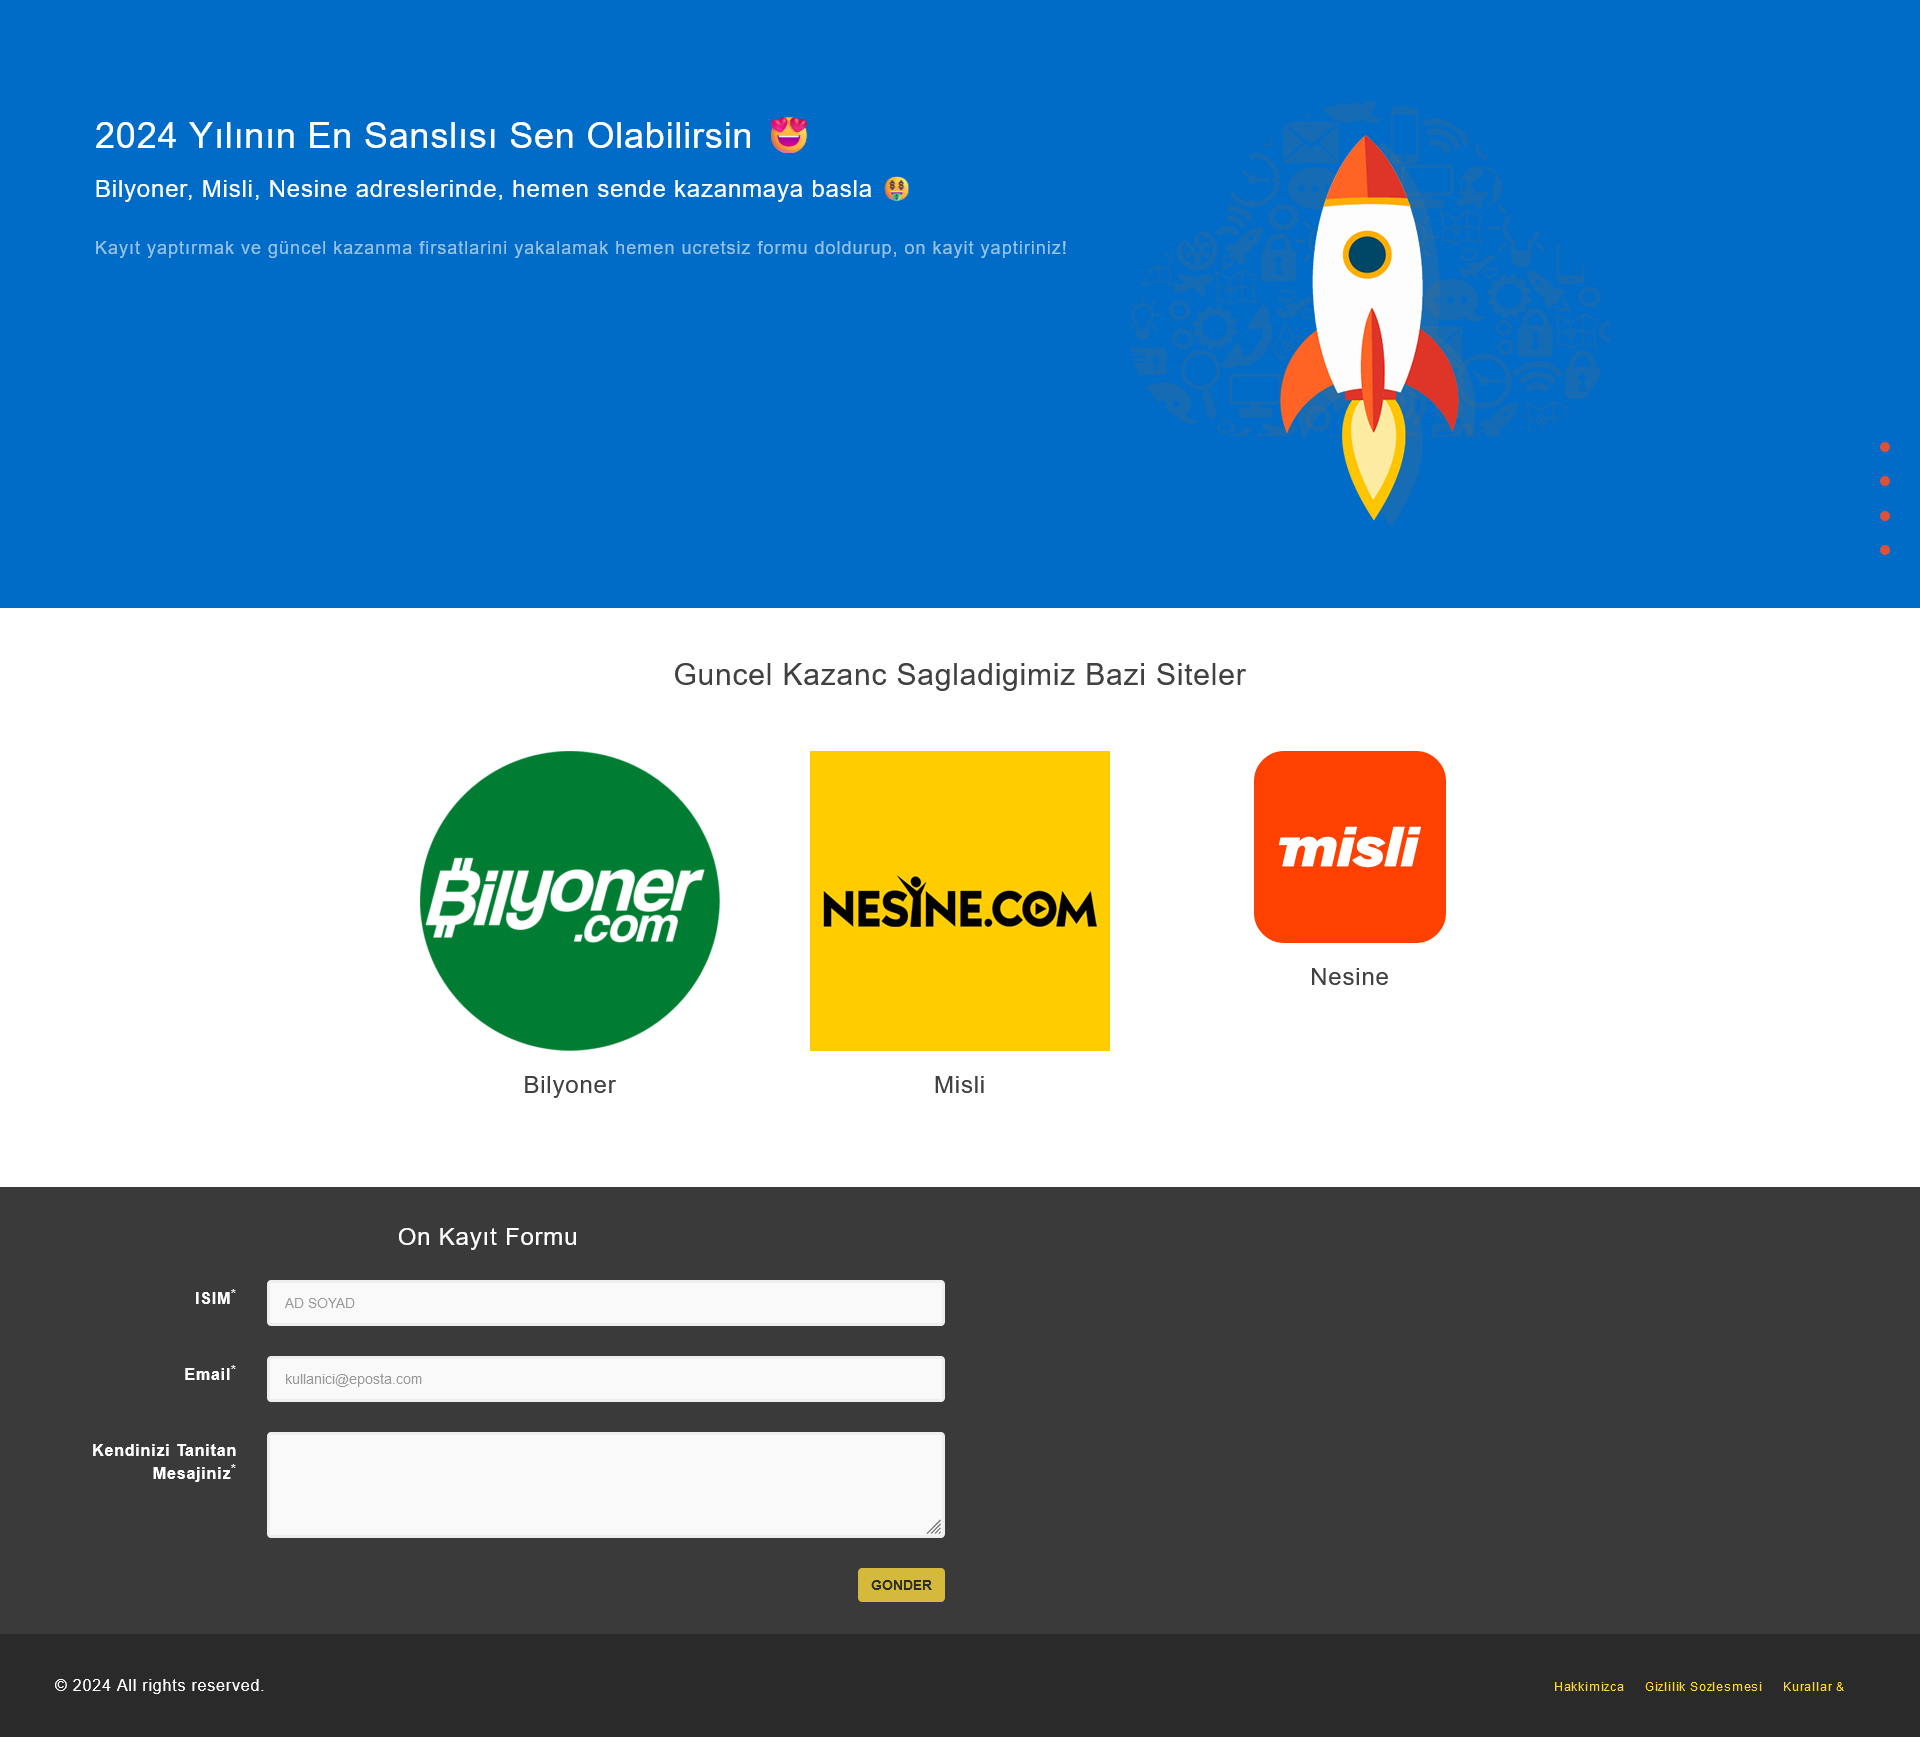 2024 Yılının En Sanslısı Sen Olabilirsin 😍
Bilyoner, Misli, Nesine adreslerinde, hemen sende kazanmaya basla 🤑
Kayıt yaptırmak ve güncel kazanma firsatlarini yakalamak hemen ucretsiz formu doldurup, on kayit yaptiriniz!
Guncel Kazanc Sagladigimiz Bazi Siteler
Bilyoner
.com
NESINE.COM
misli
Bilyoner
Misli
Nesine
On Kayıt Formu
ISIM*
AD SOYAD
Email*
kullanici@eposta.com
Kendinizi Tanitan
Mesajiniz*
GONDER
© 2024 All rights reserved.
Hakkimizca Gizlilik Sozlesmesi Kurallar &